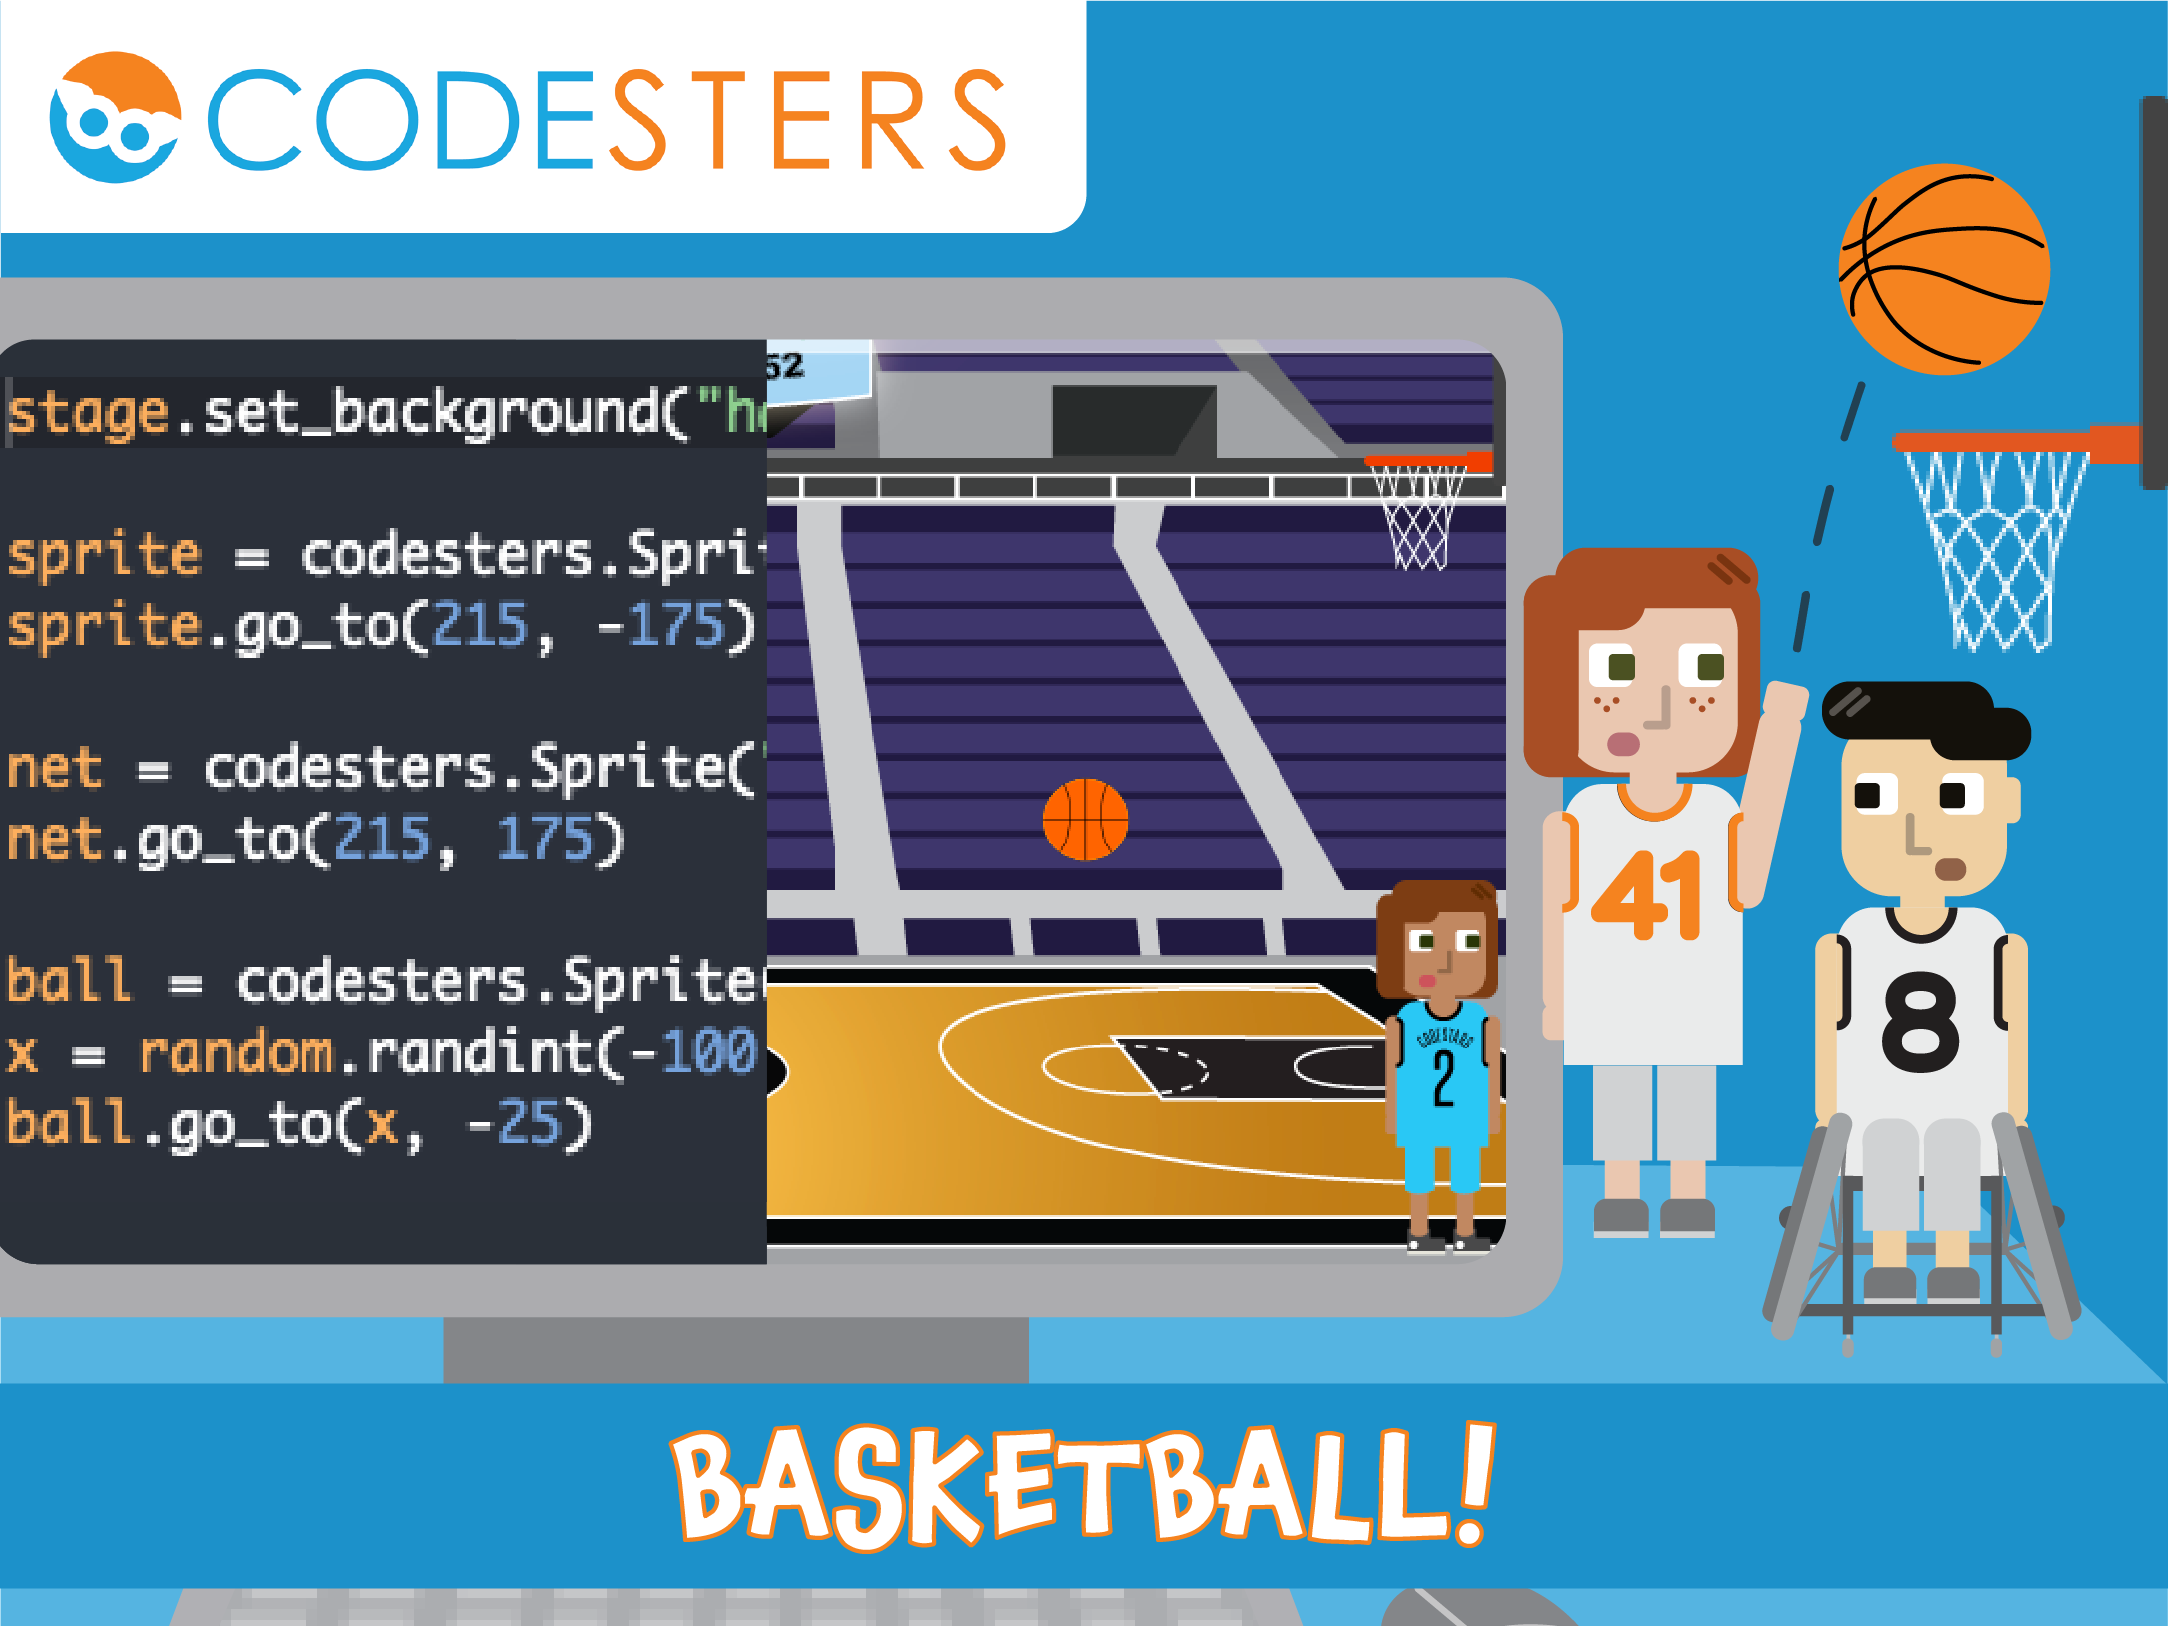 CODESTERS
stage.set_background("h
52
sprite = codesters.Spri
sprite.go_to(215, -175)
net = codesters.Sprite(
net.go_to(215, 175)
ball = codesters.Sprite
x = random.randint(-100
ball.go_to(x, -25)
CODESTARS
2
41
8
BASKETBALL!